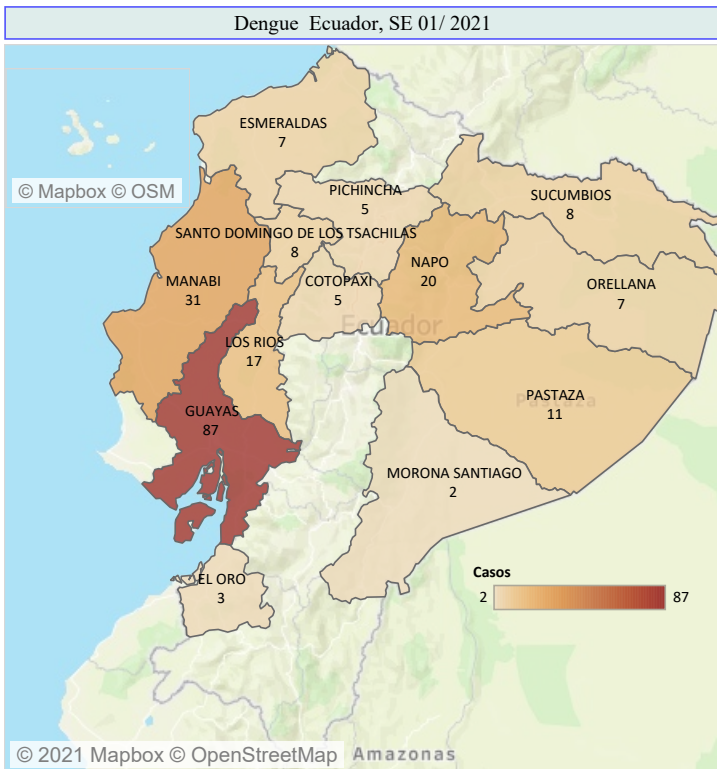 Dengue Ecuador, SE 01/ 2021
ESMERALDAS
7
© Mapbox © OSM
PICHINCHA
5
SUCUMBIOS
8
SANTO DOMINGO DE LOS TSACHILAS
8
NAPO
20
COTOPAXI
5
MANABI
31
ORELLANA
7
Ecuador
LOS RIOS
17
PASTAZA
11
Pastaza
GUAYAS
87
MORONA SANTIAGO
2
EL ORO
3
Casos
2
87
© 2021 Mapbox © OpenStreetMap
Amazonas